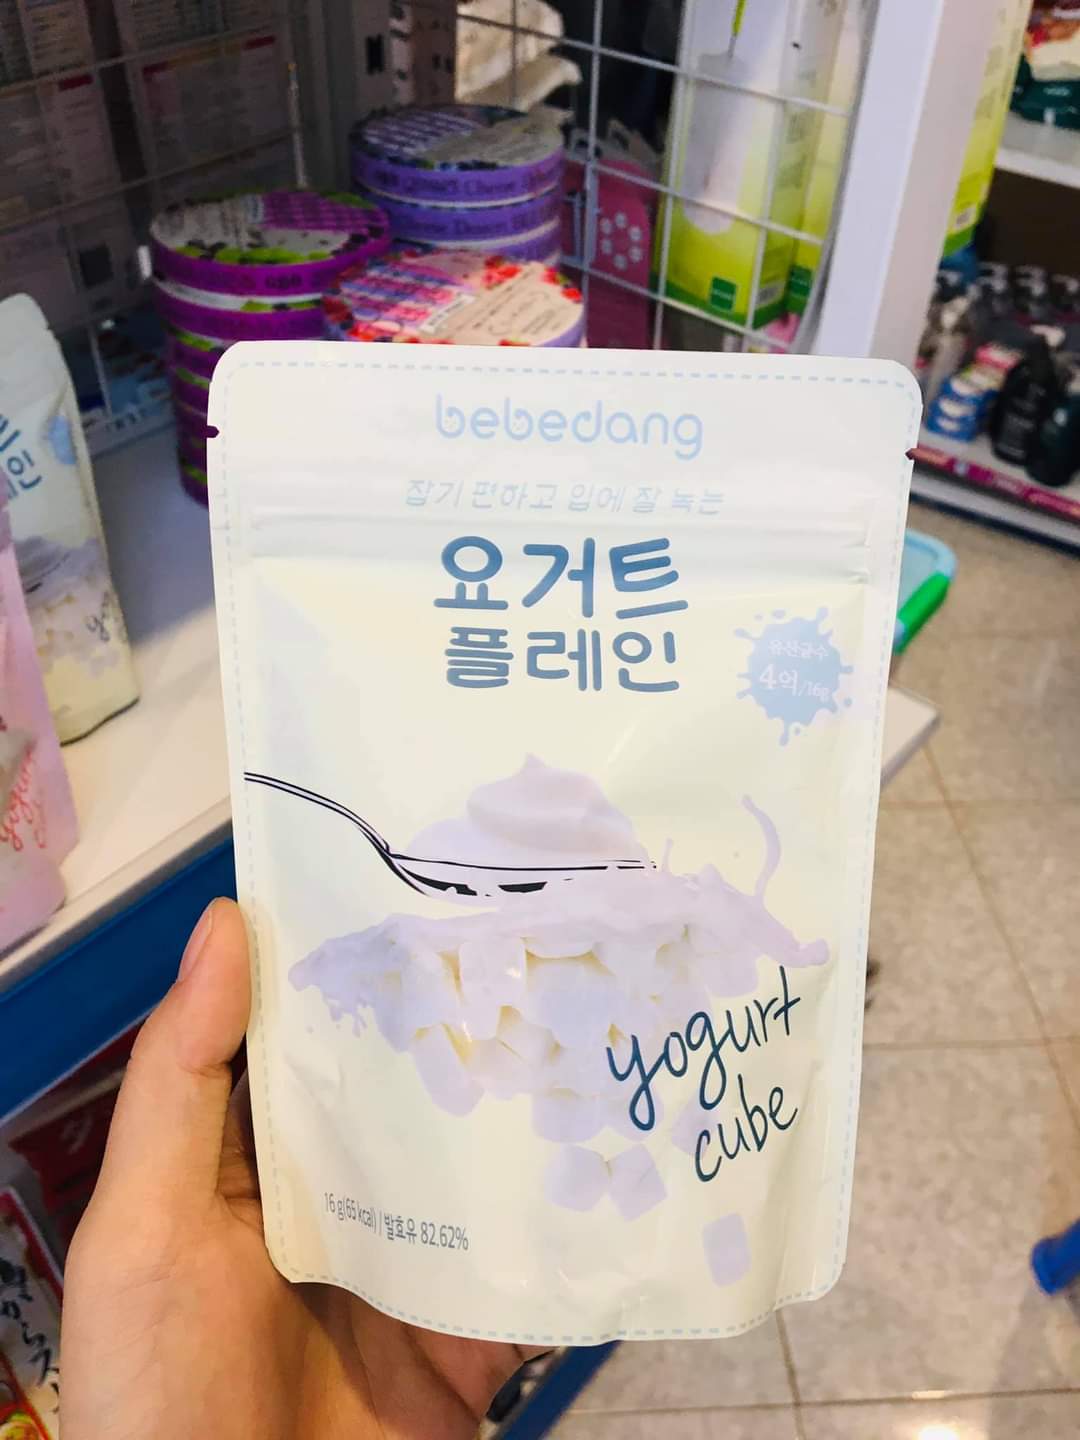 bebedang
잡기 편하고 입에 잘 녹는
요거트
플레인
유산균수
4억/16g
yogurt
cube
16 g(65 kcal) / 발효유 82.62%